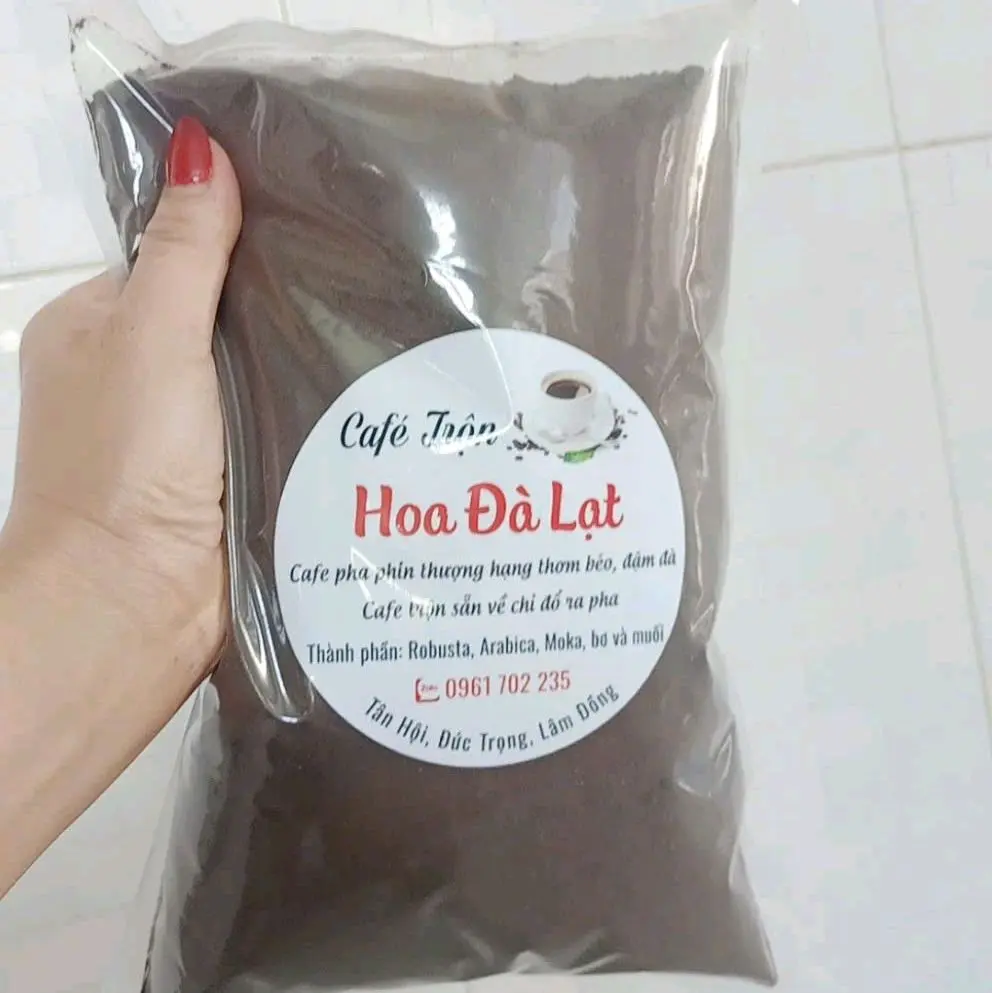 Café Trộn
Hoa Đà Lạt
Cafe pha phin thượng hạng thơm béo, đậm đà
Cafe trộn sẵn về chỉ đổ ra pha
Thành phần: Robusta, Arabica, Moka, bơ và muối
0961 702 235
Tân Hội, Đức Trọng, Lâm Đồng